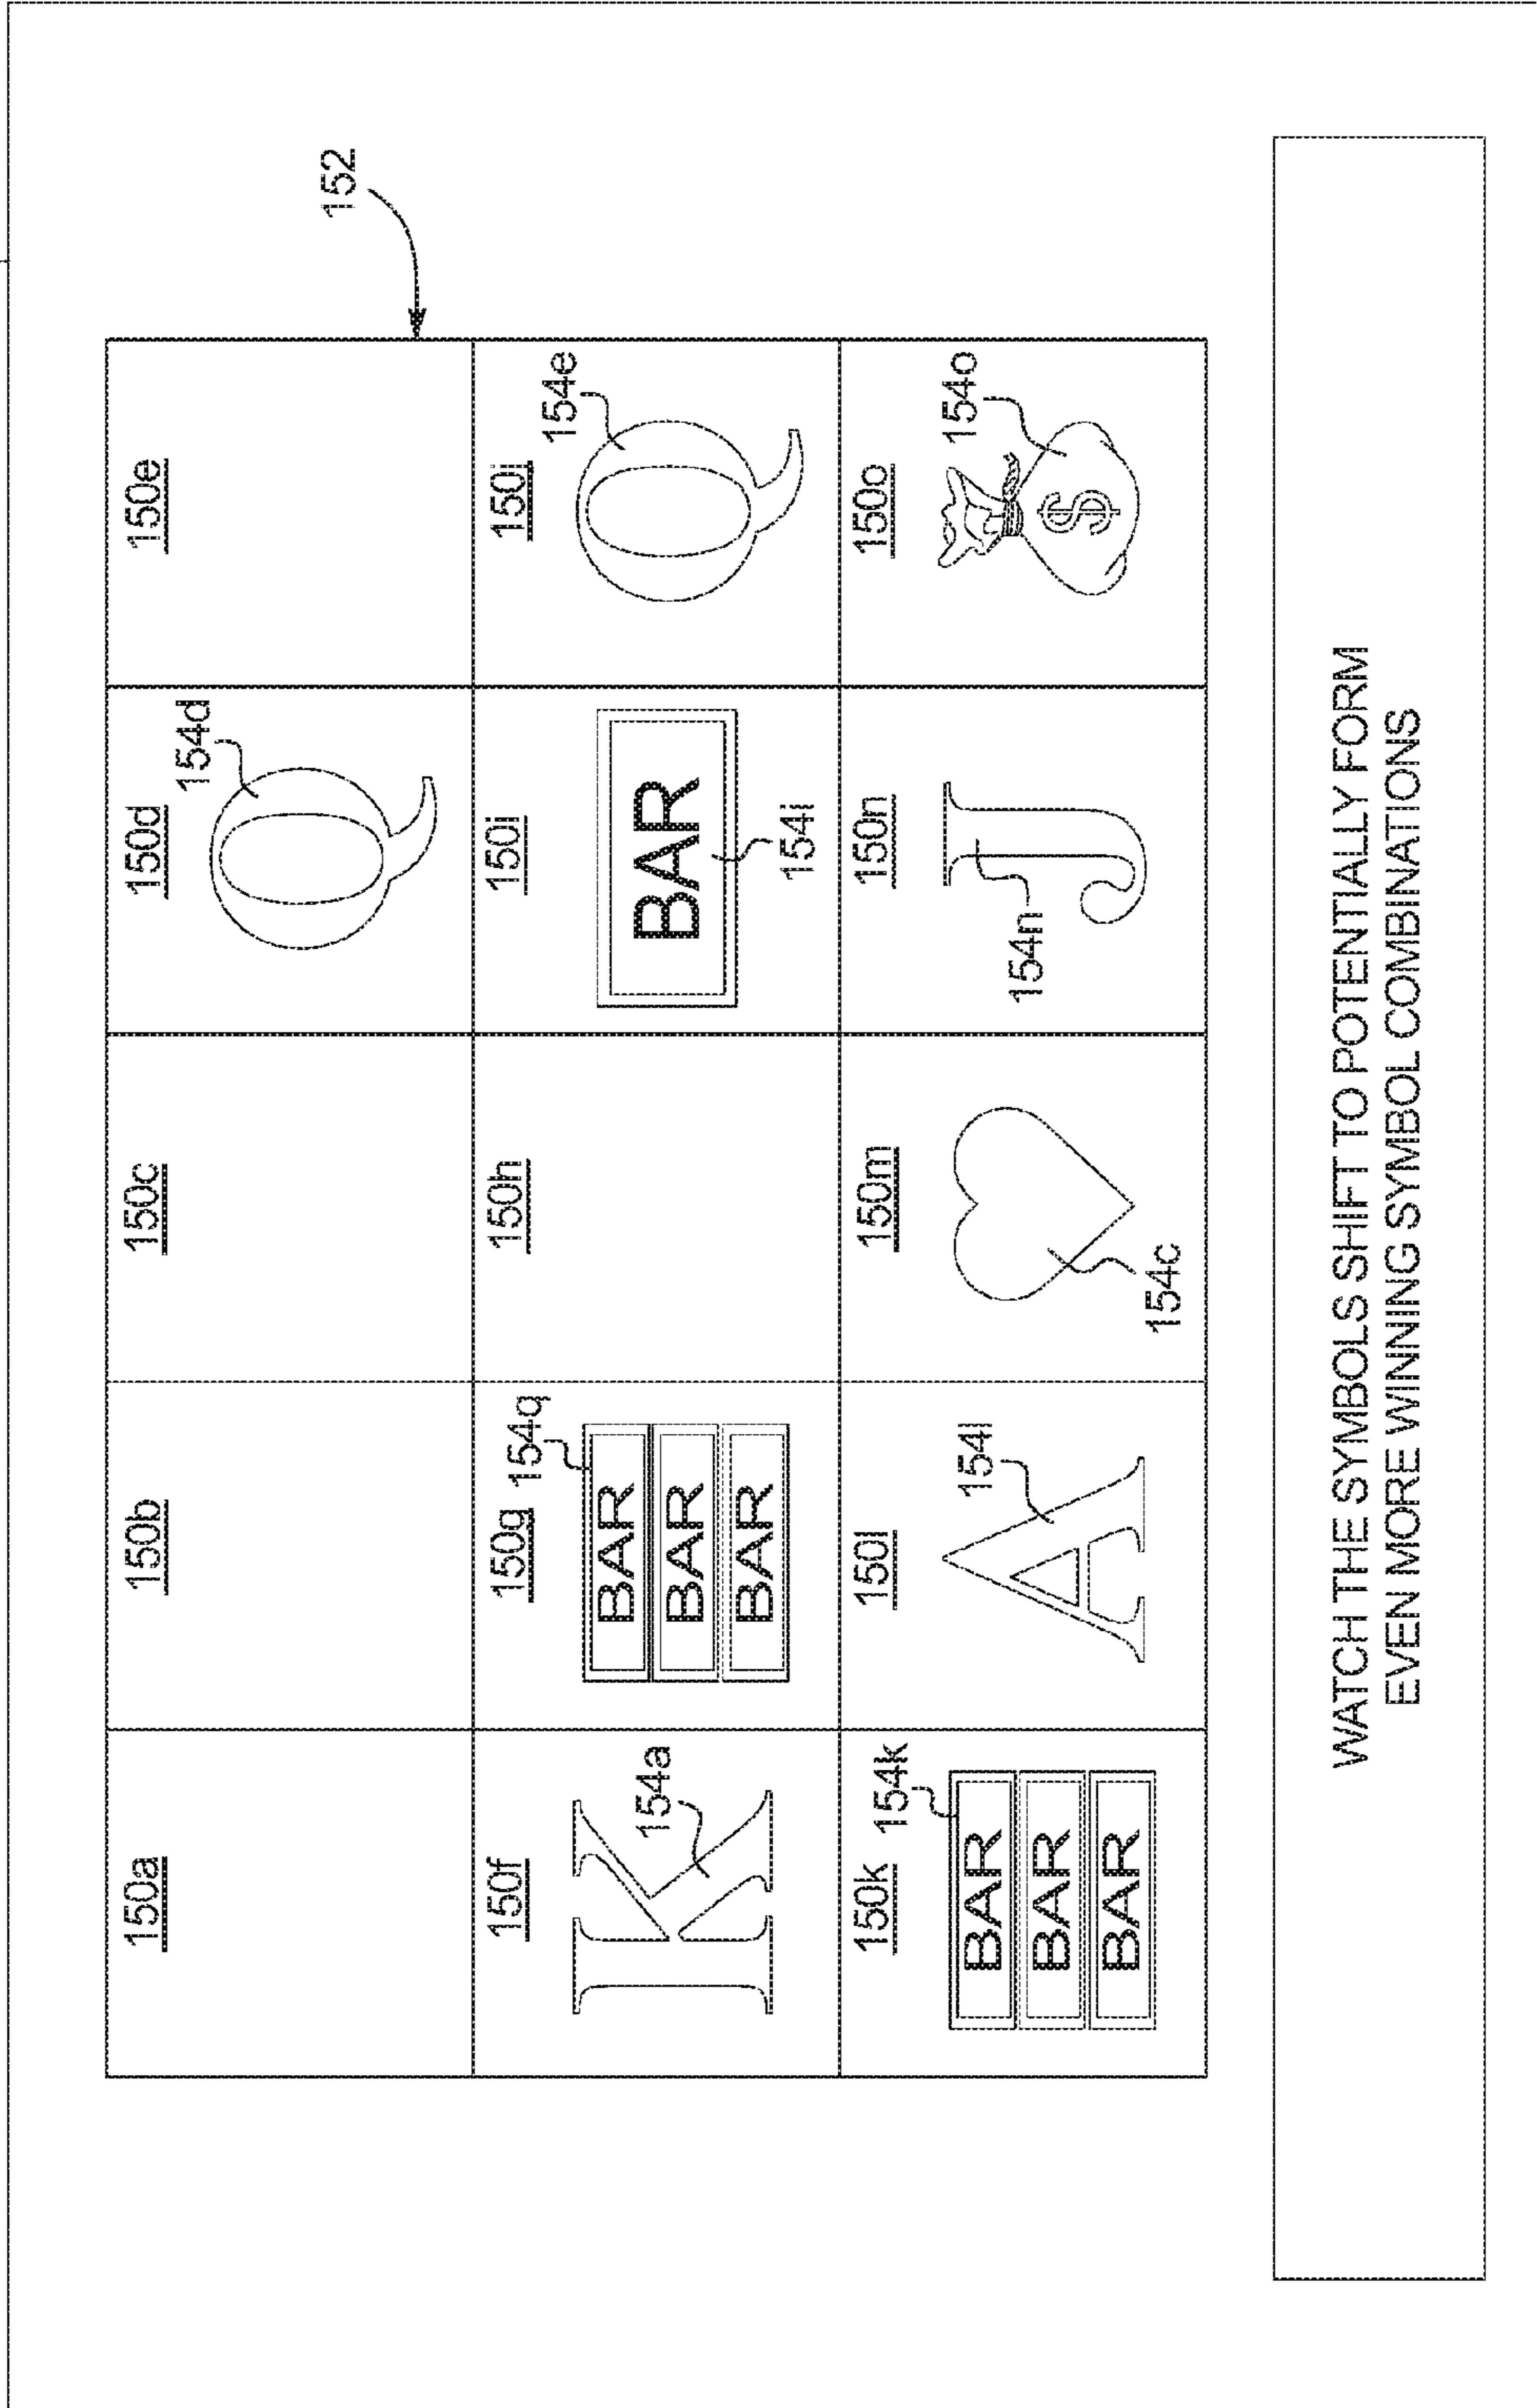 152
150a
150b
150c
150d
154d
150e
150f
154a
150g
154g
BAR
BAR
BAR
150h
150i
BAR
154i
150j
Q
154e
K
Q
150k
154k
BAR
BAR
BAR
150l
A
154l
150m
154c
150n
J
154n
150o
$
154o
WATCH THE SYMBOLS SHIFT TO POTENTIALLY FORM
EVEN MORE WINNING SYMBOL COMBINATIONS